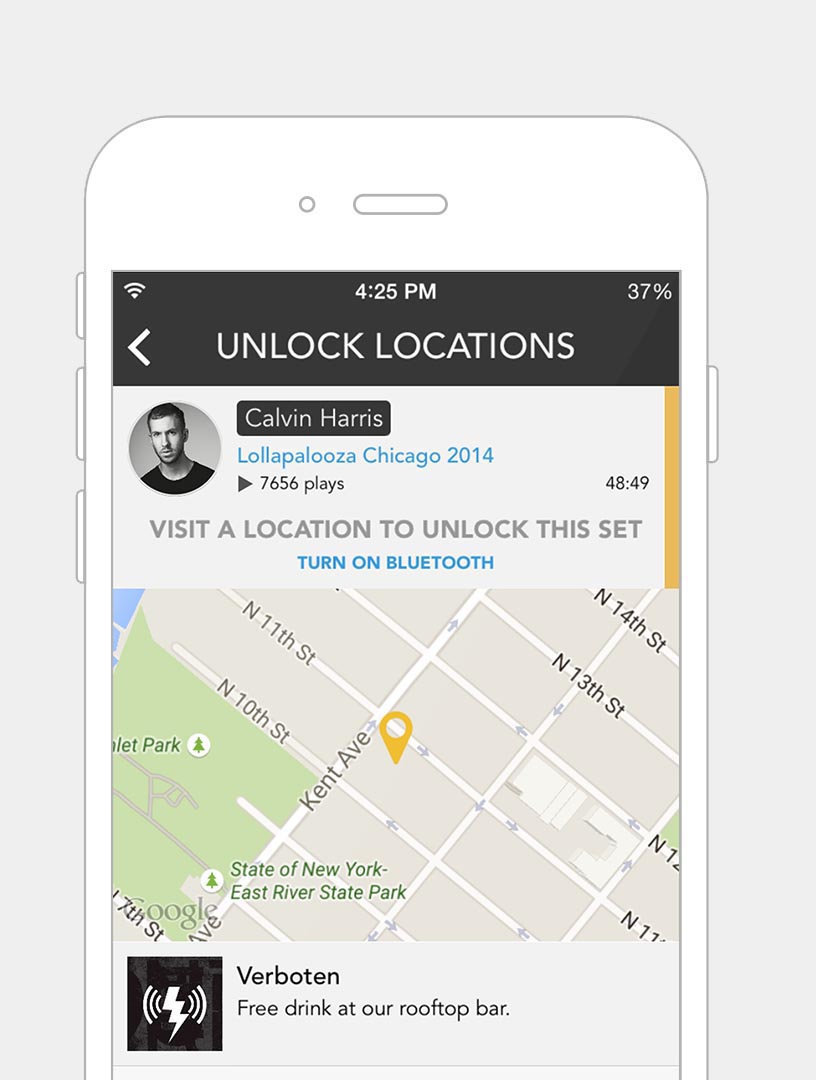 4:25 PM
37%
UNLOCK LOCATIONS
Calvin Harris
Lollapalooza Chicago 2014
7656 plays
48:49
VISIT A LOCATION TO UNLOCK THIS SET
TURN ON BLUETOOTH
N 14th St
N 11th St
N 13th St
N 10th St
nlet Park
Kent Ave
State of New York-
East River State Park
N 12
Google
N 7th St
Ave
N 11
Verboten
Free drink at our rooftop bar.